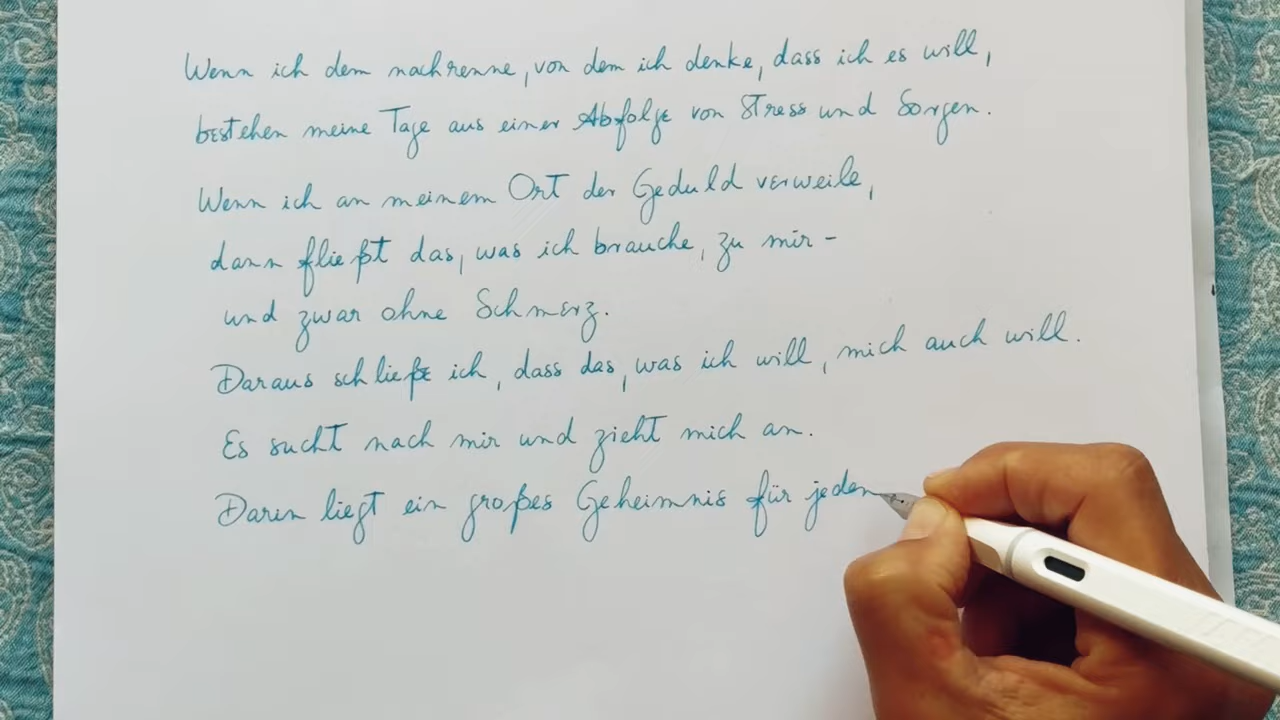 Wenn ich dem nachrenne, von dem ich denke, dass ich es will,
bestehen meine Tage aus einer Abfolge von Stress und Sorgen.
Wenn ich an meinem Ort der Geduld verweile,
dann fließt das, was ich brauche, zu mir -
und zwar ohne Schmerz.
Daraus schließe ich, dass das, was ich will, mich auch will.
Es sucht nach mir und zieht mich an.
Darin liegt ein großes Geheimnis für jeden